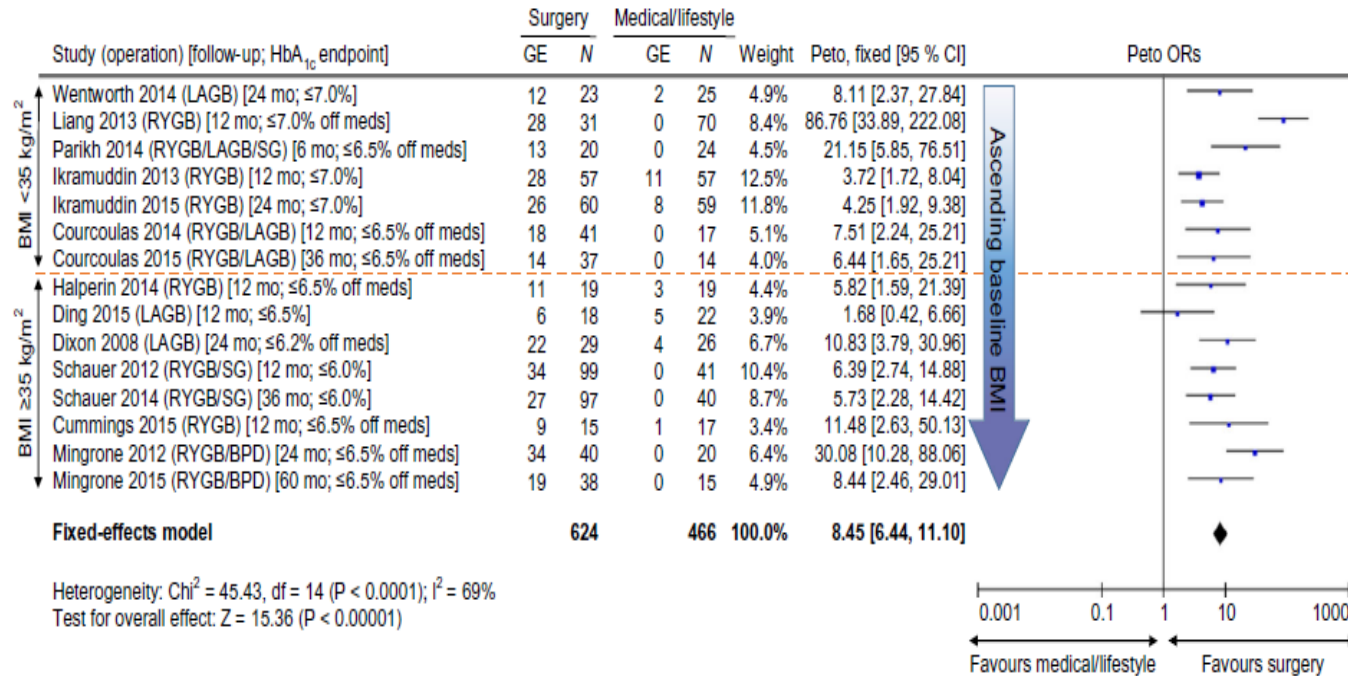 Surgery Medical/lifestyle
Study (operation) [follow-up; HbA1c endpoint] GE N GE N Weight Peto, fixed [95 % CI] Peto ORs
BMI <35 kg/m²
Wentworth 2014 (LAGB) [24 mo; ≤7.0%] 12 23 2 25 4.9% 8.11 [2.37, 27.84]
Liang 2013 (RYGB) [12 mo; ≤7.0% off meds] 28 31 0 70 8.4% 86.76 [33.89, 222.08]
Parikh 2014 (RYGB/LAGB/SG) [6 mo; ≤6.5% off meds] 13 20 0 24 4.5% 21.15 [5.85, 76.51]
Ikramuddin 2013 (RYGB) [12 mo; ≤7.0%] 28 57 11 57 12.5% 3.72 [1.72, 8.04]
Ikramuddin 2015 (RYGB) [24 mo; ≤7.0%] 26 60 8 59 11.8% 4.25 [1.92, 9.38]
Courcoulas 2014 (RYGB/LAGB) [12 mo; ≤6.5% off meds] 18 41 0 17 5.1% 7.51 [2.24, 25.21]
Courcoulas 2015 (RYGB/LAGB) [36 mo; ≤6.5% off meds] 14 37 0 14 4.0% 6.44 [1.65, 25.21]
BMI ≥35 kg/m²
Halperin 2014 (RYGB) [12 mo; ≤6.5% off meds] 11 19 3 19 4.4% 5.82 [1.59, 21.39]
Ding 2015 (LAGB) [12 mo; ≤6.5%] 6 18 5 22 3.9% 1.68 [0.42, 6.66]
Dixon 2008 (LAGB) [24 mo; ≤6.2% off meds] 22 29 4 26 6.7% 10.83 [3.79, 30.96]
Schauer 2012 (RYGB/SG) [12 mo; ≤6.0%] 34 99 0 41 10.4% 6.39 [2.74, 14.88]
Schauer 2014 (RYGB/SG) [36 mo; ≤6.0%] 27 97 0 40 8.7% 5.73 [2.28, 14.42]
Cummings 2015 (RYGB) [12 mo; ≤6.5% off meds] 9 15 1 17 3.4% 11.48 [2.63, 50.13]
Mingrone 2012 (RYGB/BPD) [24 mo; ≤6.5% off meds] 34 40 0 20 6.4% 30.08 [10.28, 88.06]
Mingrone 2015 (RYGB/BPD) [60 mo; ≤6.5% off meds] 19 38 0 15 4.9% 8.44 [2.46, 29.01]
Ascending baseline BMI
Fixed-effects model 624 466 100.0% 8.45 [6.44, 11.10]
Heterogeneity: Chi² = 45.43, df = 14 (P < 0.0001); I² = 69%
Test for overall effect: Z = 15.36 (P < 0.00001)
0.001 0.1 1 10 1000
Favours medical/lifestyle Favours surgery